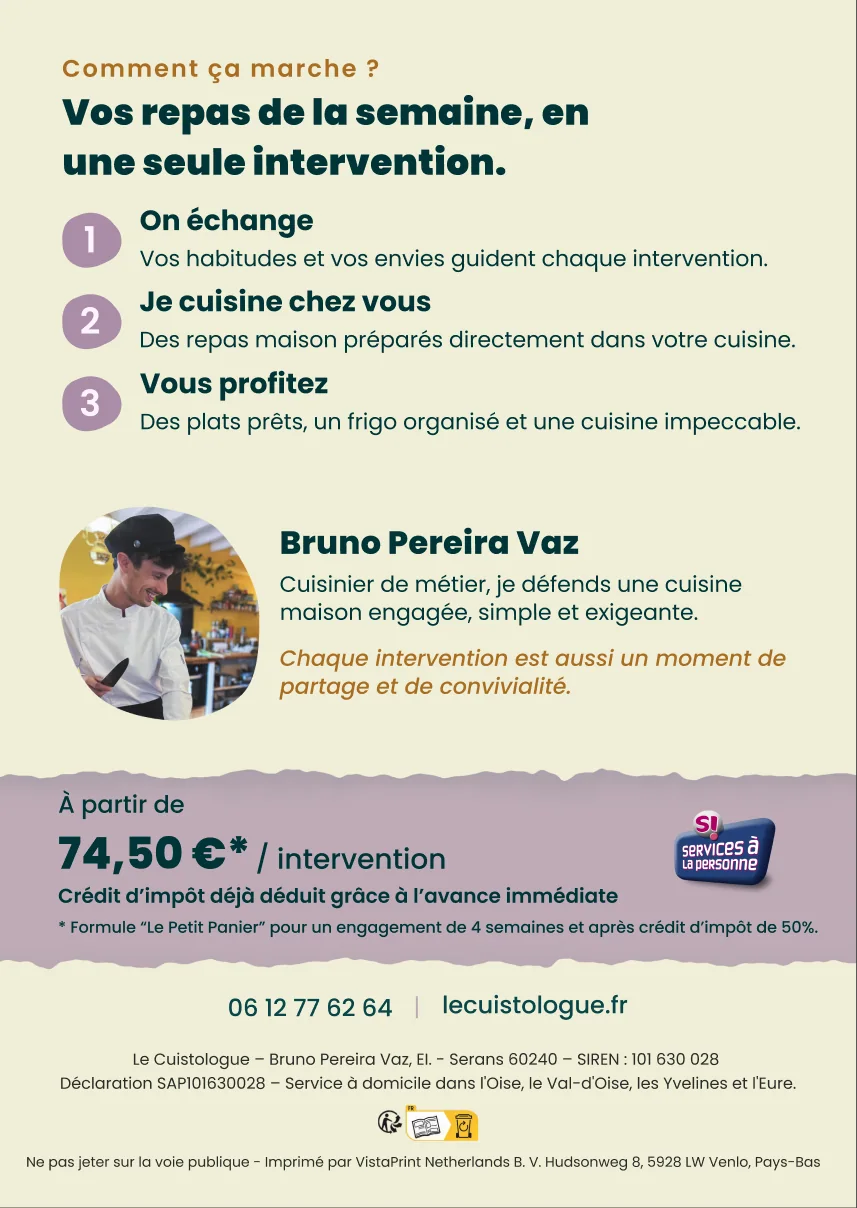 Comment ça marche ?
Vos repas de la semaine, en
une seule intervention.
1
On échange
Vos habitudes et vos envies guident chaque intervention.
2
Je cuisine chez vous
Des repas maison préparés directement dans votre cuisine.
3
Vous profitez
Des plats prêts, un frigo organisé et une cuisine impeccable.
Bruno Pereira Vaz
Cuisinier de métier, je défends une cuisine
maison engagée, simple et exigeante.
Chaque intervention est aussi un moment de
partage et de convivialité.
À partir de
74,50 €* / intervention
Crédit d’impôt déjà déduit grâce à l’avance immédiate
* Formule “Le Petit Panier” pour un engagement de 4 semaines et après crédit d’impôt de 50%.
S!
services à
la personne
06 12 77 62 64 | lecuistologue.fr
Le Cuistologue – Bruno Pereira Vaz, EI. - Serans 60240 – SIREN : 101 630 028
Déclaration SAP101630028 – Service à domicile dans l'Oise, le Val-d'Oise, les Yvelines et l'Eure.
FR
Ne pas jeter sur la voie publique - Imprimé par VistaPrint Netherlands B. V. Hudsonweg 8, 5928 LW Venlo, Pays-Bas